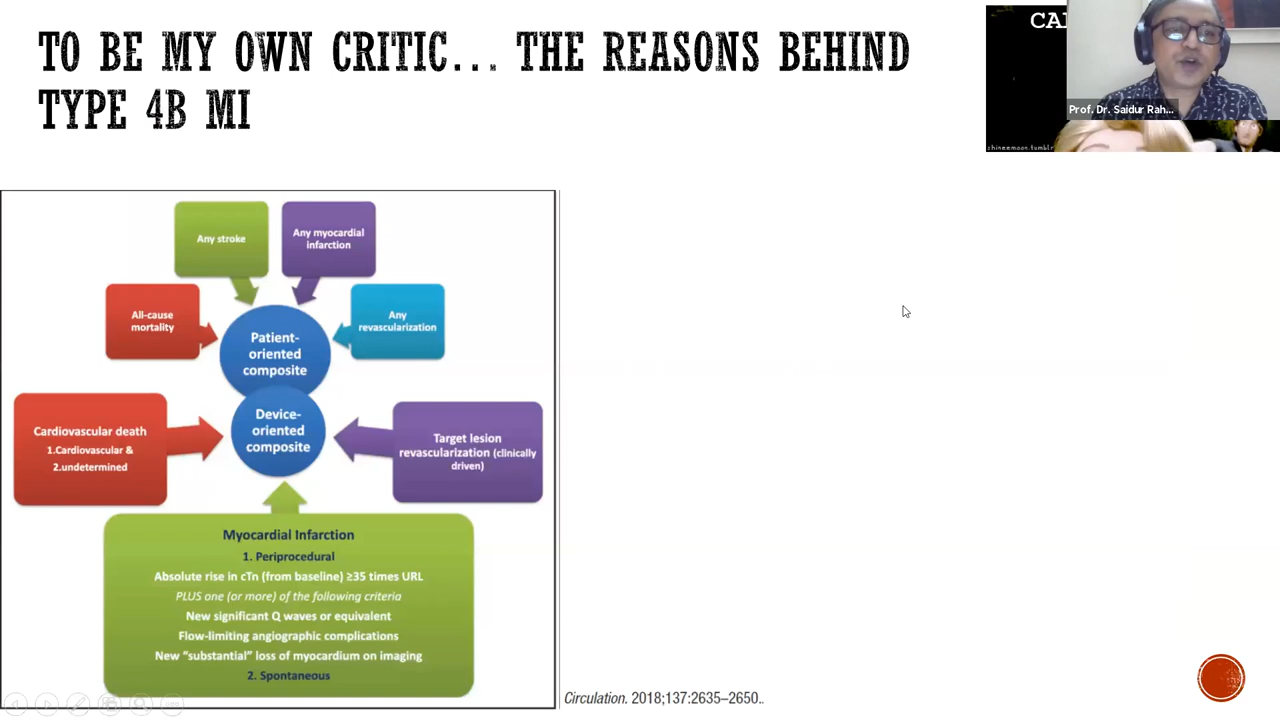 TO BE MY OWN CRITIC... THE REASONS BEHIND
TYPE 4B MI
Prof. Dr. Saidur Rah...
shineemoon.tumblr
Any stroke
Any myocardial
infarction
All-cause
mortality
Any
revascularization
Patient-
oriented
composite
Device-
oriented
composite
Cardiovascular death
1.Cardiovascular &
2.undetermined
Target lesion
revascularization (clinically
driven)
Myocardial Infarction
1. Periprocedural
Absolute rise in cTn (from baseline) ≥35 times URL
PLUS one (or more) of the following criteria
New significant Q waves or equivalent
Flow-limiting angiographic complications
New “substantial” loss of myocardium on imaging
2. Spontaneous
Circulation. 2018;137:2635–2650..